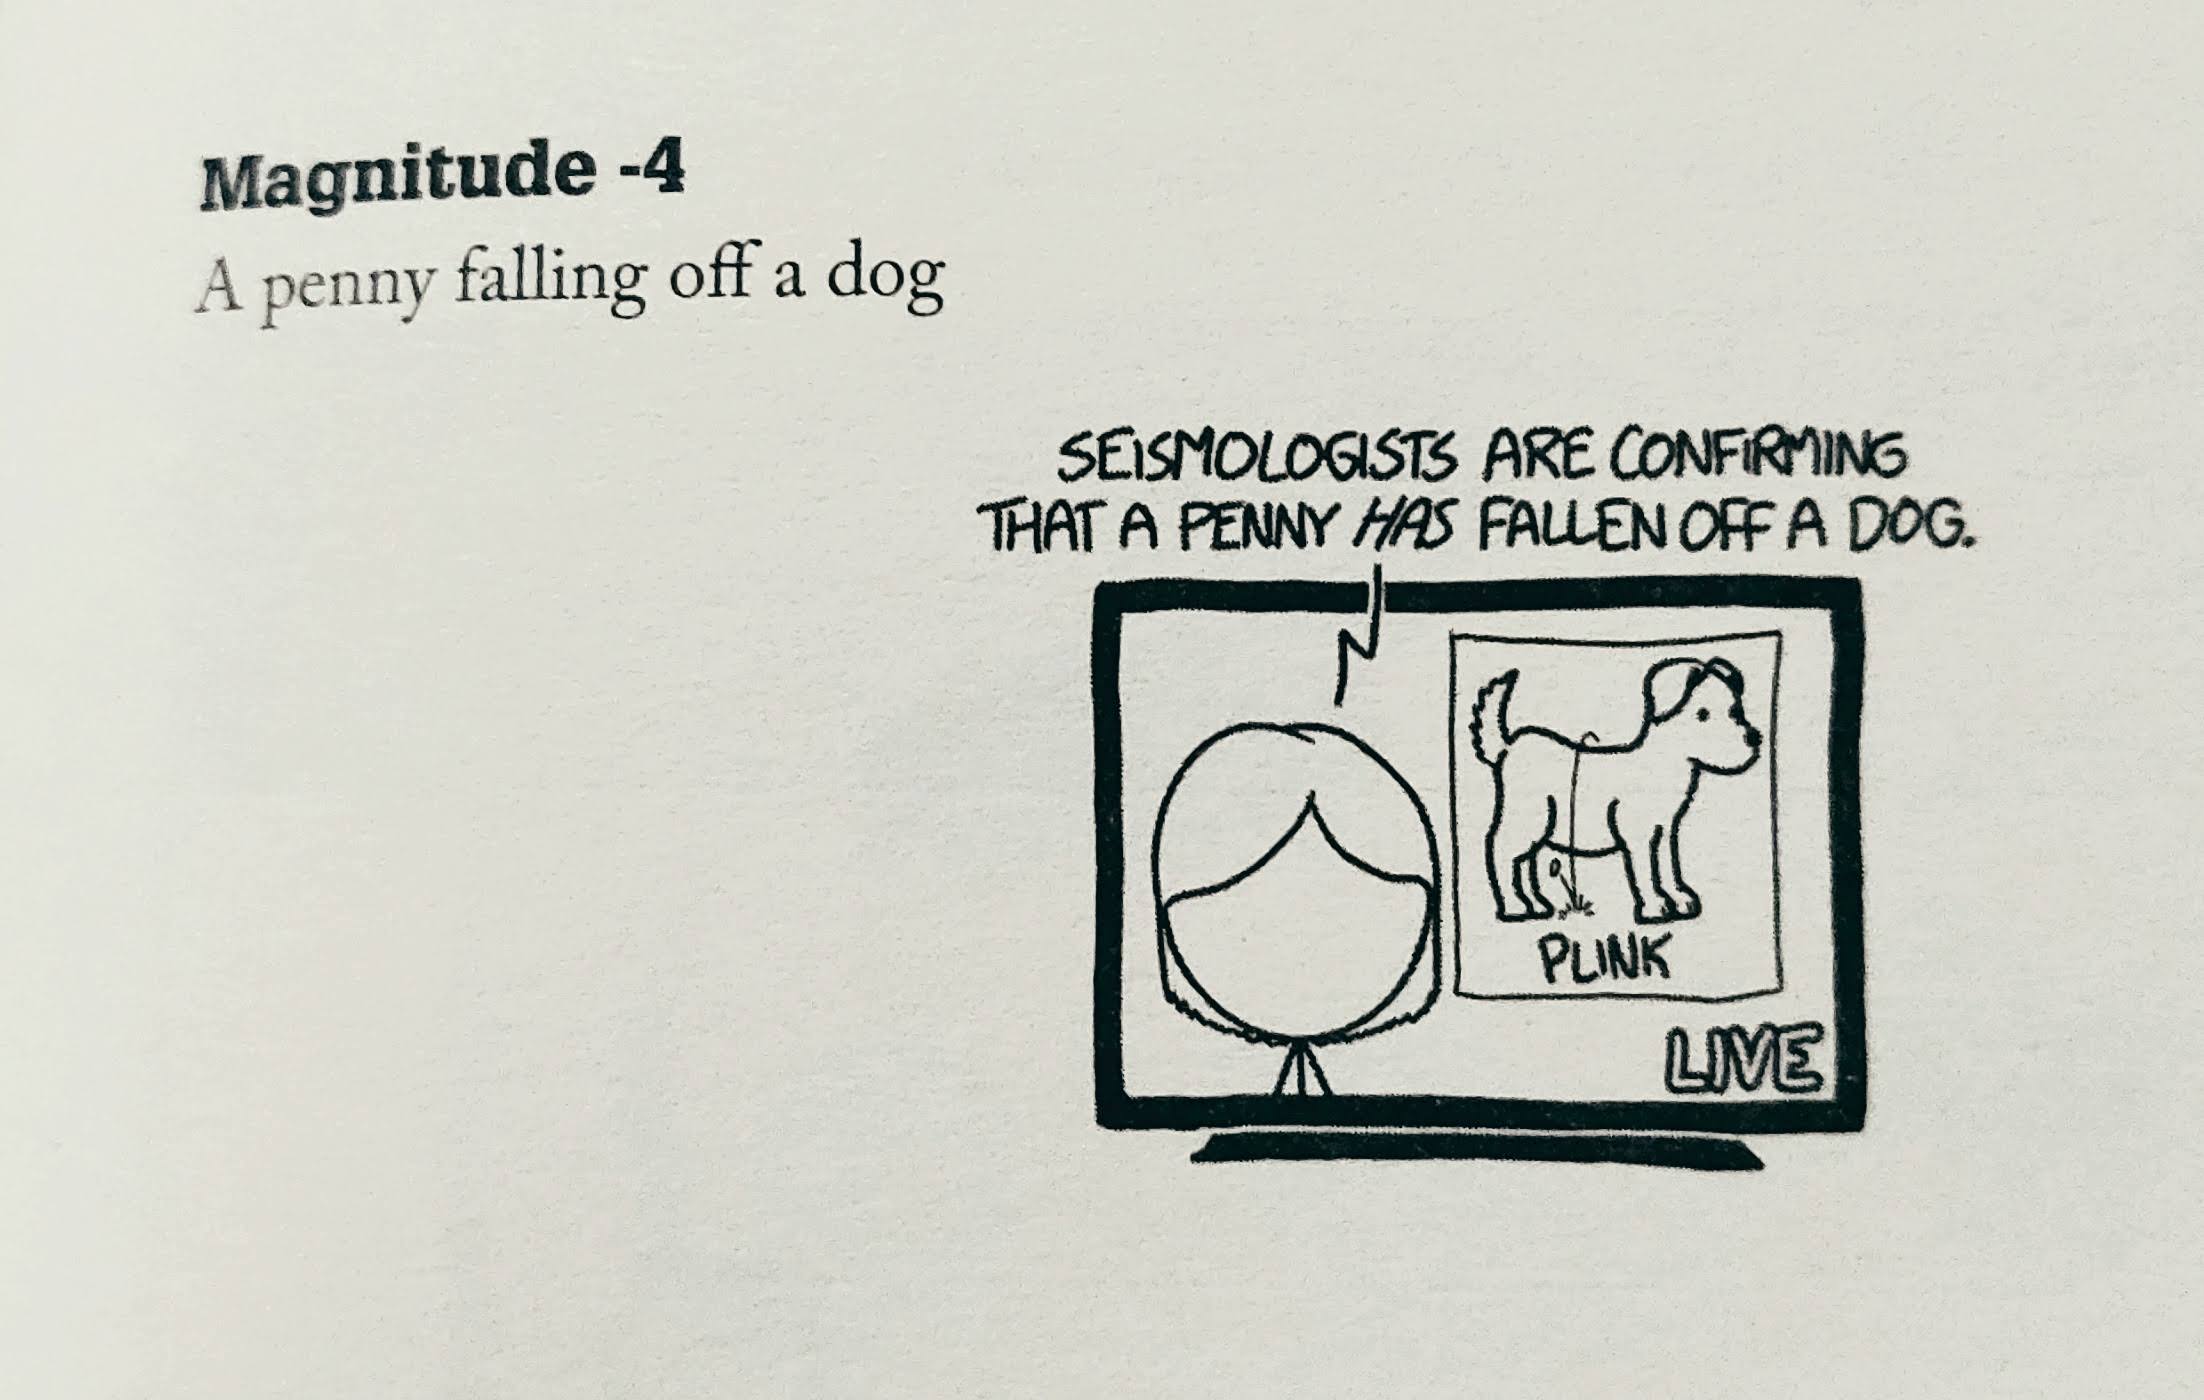 Magnitude -4
A penny falling off a dog
SEISMOLOGISTS ARE CONFIRMING
THAT A PENNY HAS FALLEN OFF A DOG.
PLINK
LIVE